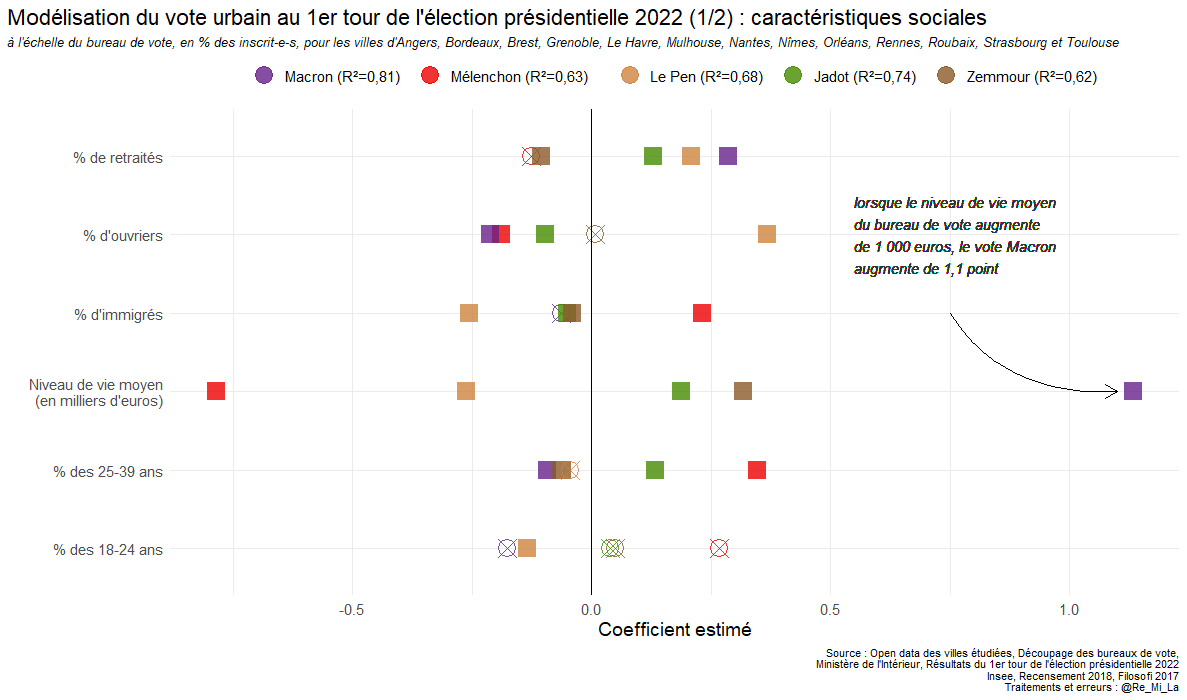 Modélisation du vote urbain au 1er tour de l'élection présidentielle 2022 (1/2) : caractéristiques sociales
à l'échelle du bureau de vote, en % des inscrit-e-s, pour les villes d'Angers, Bordeaux, Brest, Grenoble, Le Havre, Mulhouse, Nantes, Nîmes, Orléans, Rennes, Roubaix, Strasbourg et Toulouse
Macron (R²=0,81) Mélenchon (R²=0,63) Le Pen (R²=0,68) Jadot (R²=0,74) Zemmour (R²=0,62)
% de retraités
lorsque le niveau de vie moyen
du bureau de vote augmente
de 1 000 euros, le vote Macron
augmente de 1,1 point
% d'ouvriers
% d'immigrés
Niveau de vie moyen
(en milliers d'euros)
% des 25-39 ans
% des 18-24 ans
-0.5 0.0 0.5 1.0
Coefficient estimé
Source : Open data des villes étudiées, Découpage des bureaux de vote,
Ministère de l'Intérieur, Résultats du 1er tour de l'élection présidentielle 2022
Insee, Recensement 2018, Filosofi 2017
Traitements et erreurs : @Re_Mi_La